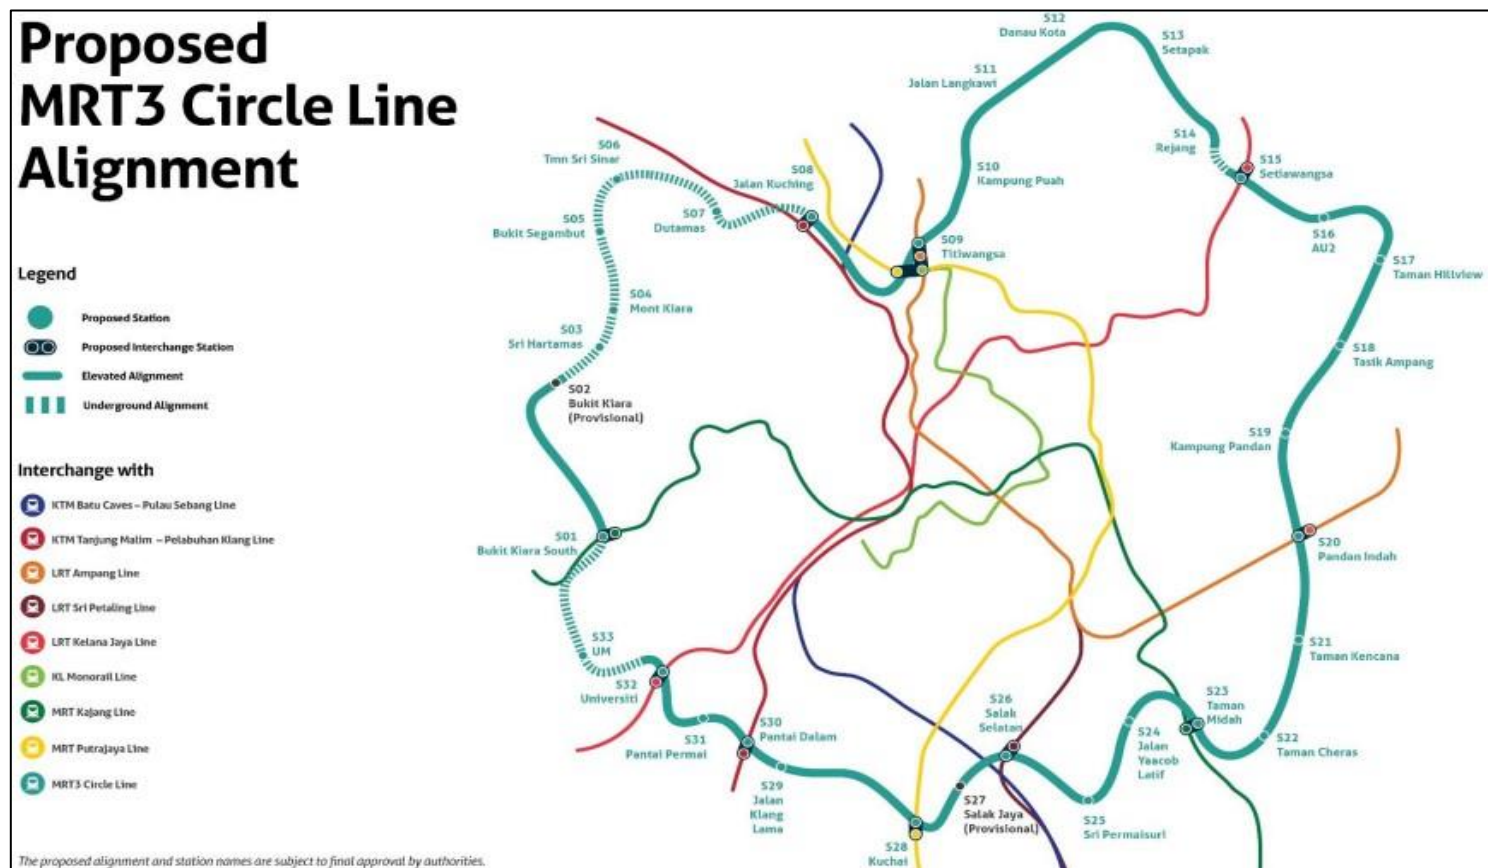 Proposed
MRT3 Circle Line
Alignment
Legend
Proposed Station
Proposed Interchange Station
Elevated Alignment
Underground Alignment
Interchange with
KTM Batu Caves – Pulau Sebang Line
KTM Tanjung Malim – Pelabuhan Klang Line
LRT Ampang Line
LRT Sri Petaling Line
LRT Kelana Jaya Line
KL Monorail Line
MRT Kajang Line
MRT Putrajaya Line
MRT3 Circle Line
The proposed alignment and station names are subject to final approval by authorities.
S01
Bukit Kiara South
S02
Bukit Kiara
(Provisional)
S03
Sri Hartamas
S04
Mont Kiara
S05
Bukit Segambut
S06
Tmn Sri Sinar
S07
Dutamas
S08
Jalan Kuching
S09
Titiwangsa
S10
Kampung Puah
S11
Jalan Langkawi
S12
Danau Kota
S13
Setapak
S14
Rejang
S15
Setiawangsa
S16
AU2
S17
Taman Hillview
S18
Tasik Ampang
S19
Kampung Pandan
S20
Pandan Indah
S21
Taman Kencana
S22
Taman Cheras
S23
Taman
Midah
S24
Jalan
Yaacob
Latif
S25
Sri Permaisuri
S26
Salak
Selatan
S27
Salak Jaya
(Provisional)
S28
Kuchai
S29
Jalan
Klang
Lama
S30
Pantai Dalam
S31
Pantai Permai
S32
Universiti
S33
UM